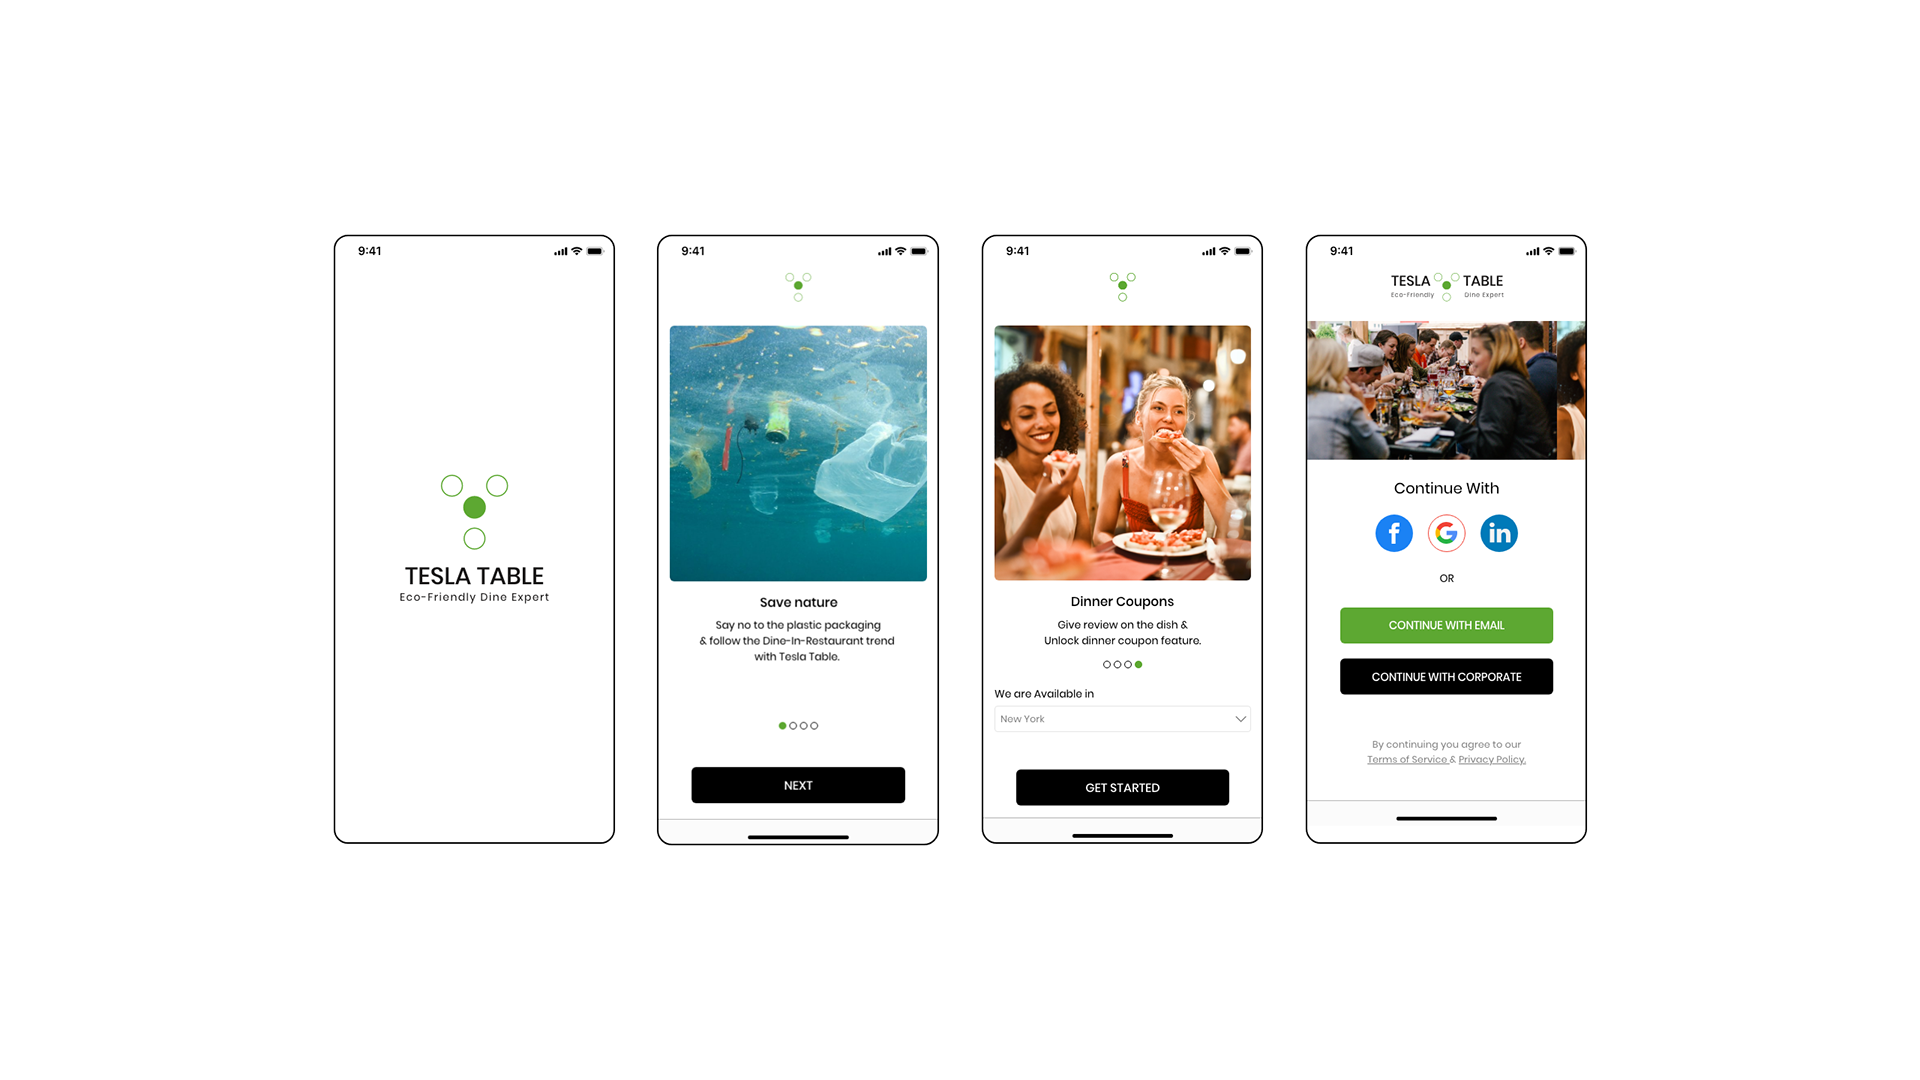 9:41
TESLA TABLE
Eco-Friendly Dine Expert
9:41
Save nature
Say no to the plastic packaging
& follow the Dine-In-Restaurant trend
with Tesla Table.
NEXT
9:41
Dinner Coupons
Give review on the dish &
Unlock dinner coupon feature.
We are Available in
New York
GET STARTED
9:41
TESLA TABLE
Eco-Friendly Dine Expert
Continue With
f G in
OR
CONTINUE WITH EMAIL
CONTINUE WITH CORPORATE
By continuing you agree to our
Terms of Service & Privacy Policy.